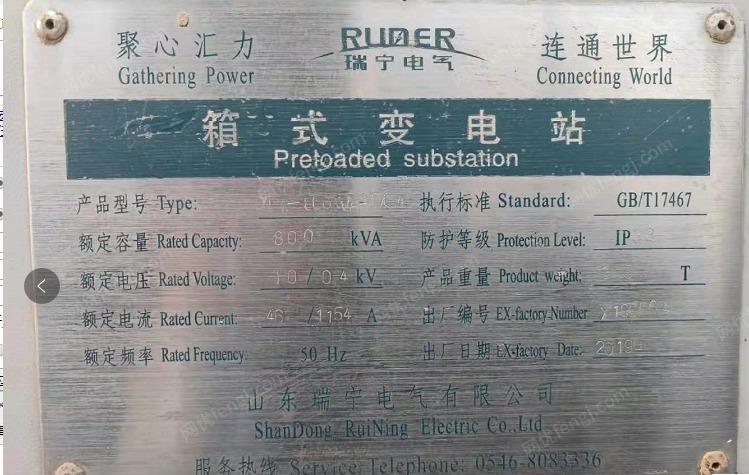 聚心汇力 RUNER 连通世界
Gathering Power 瑞宁电气 Connecting World
箱式变电站
Preloaded substation
产品型号 Type: 执行标准 Standard: GB/T17467
额定容量 Rated Capacity: 800 kVA 防护等级 Protection Level: IP
额定电压 Rated Voltage: 10/0.4 kV 产品重量 Product weight: T
额定电流 Rated Current: 46/1154 A 出厂编号 EX-factory Number
额定频率 Rated Frequency: 50 Hz 出厂日期 EX-factory Date:
山东瑞宁电气有限公司
ShanDong RuiNing Electric Co.,Ltd
服务热线 Service Telephone: 0546-8083336